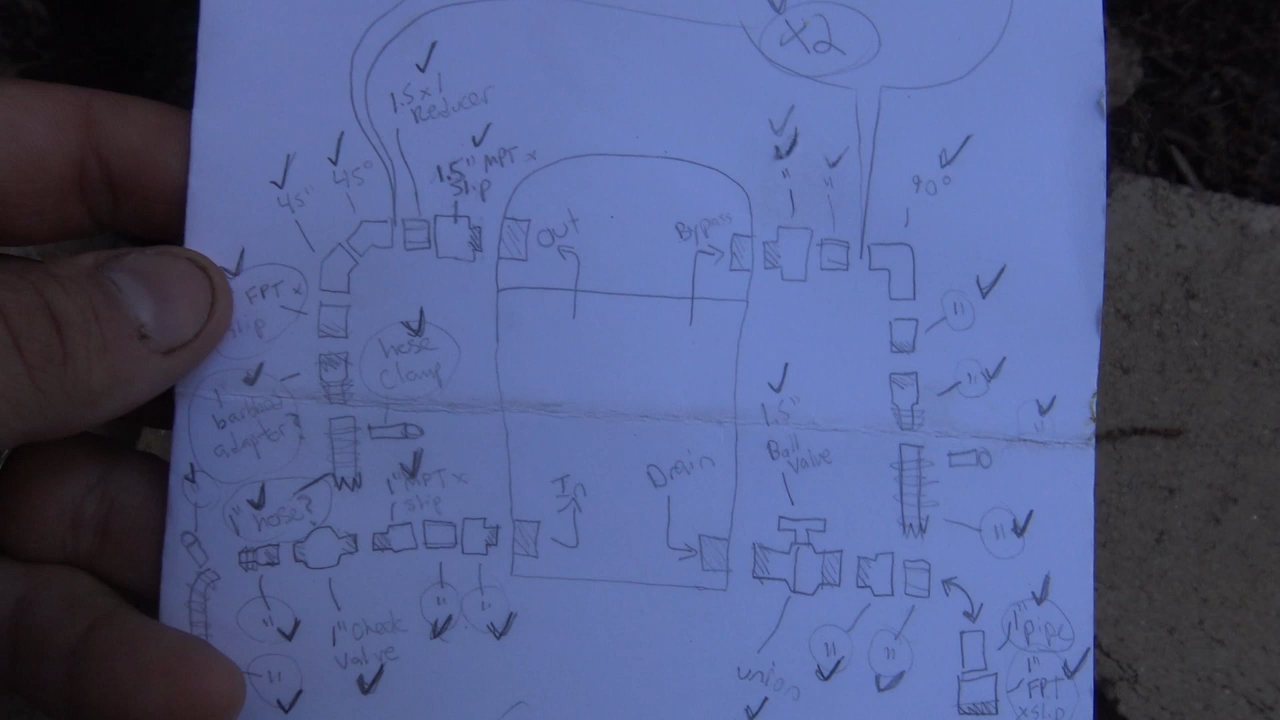 X2
1.5 x 1
Reducer
1.5" MPT x
Slip
45°
45°
90°
"
"
Out
Bypass
FPT x
slip
"
hose
Clamp
"
1"
adapter?
1.5"
Ball
Valve
1" hose?
1" MPT x
slip
In
Drain
"
"
"
"
1" Check
Valve
"
union
"
"
1" pipe
1"
FPT
x slip